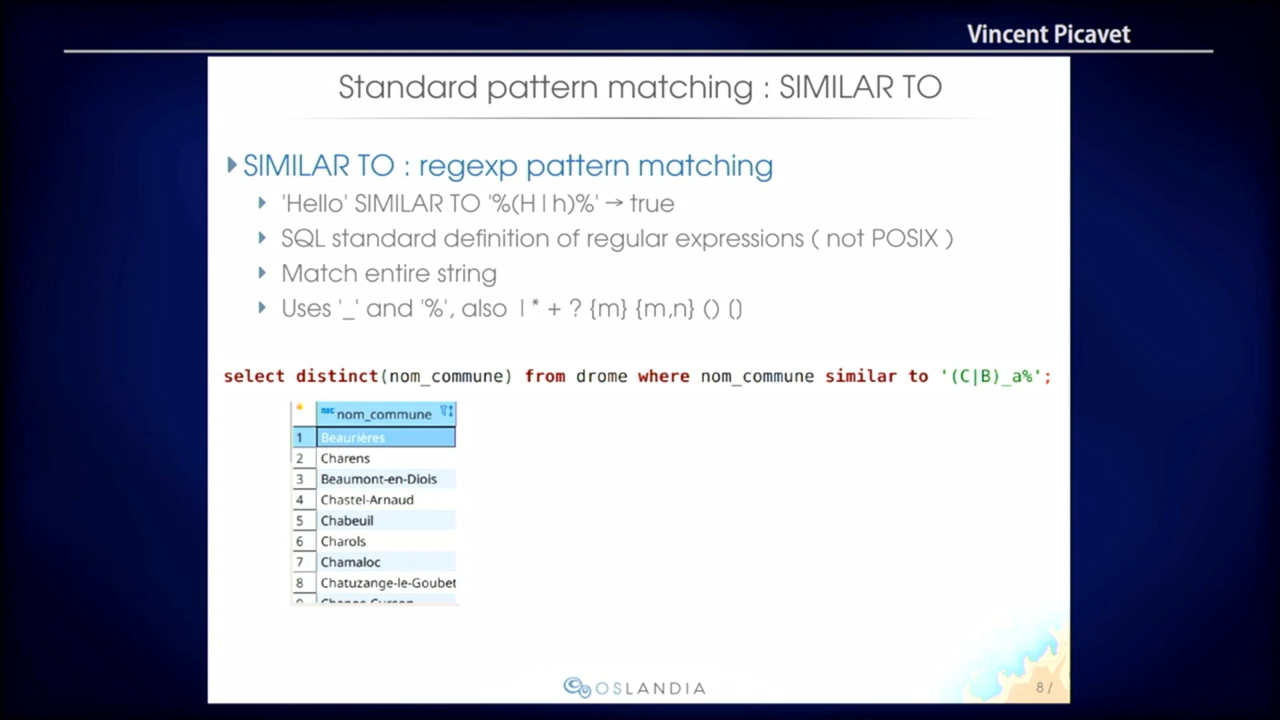 Vincent Picavet
Standard pattern matching : SIMILAR TO
SIMILAR TO : regexp pattern matching
'Hello' SIMILAR TO '%(H|h)%' → true
SQL standard definition of regular expressions ( not POSIX )
Match entire string
Uses '_' and '%', also | * + ? {m} {m,n} () []
select distinct(nom_commune) from drome where nom_commune similar to '(C|B)_a%';
ABC nom_commune
1 Beaurières
2 Charens
3 Beaumont-en-Diois
4 Chastel-Arnaud
5 Chabeuil
6 Charols
7 Chamaloc
8 Chatuzange-le-Goubet
OSLANDIA
8 /